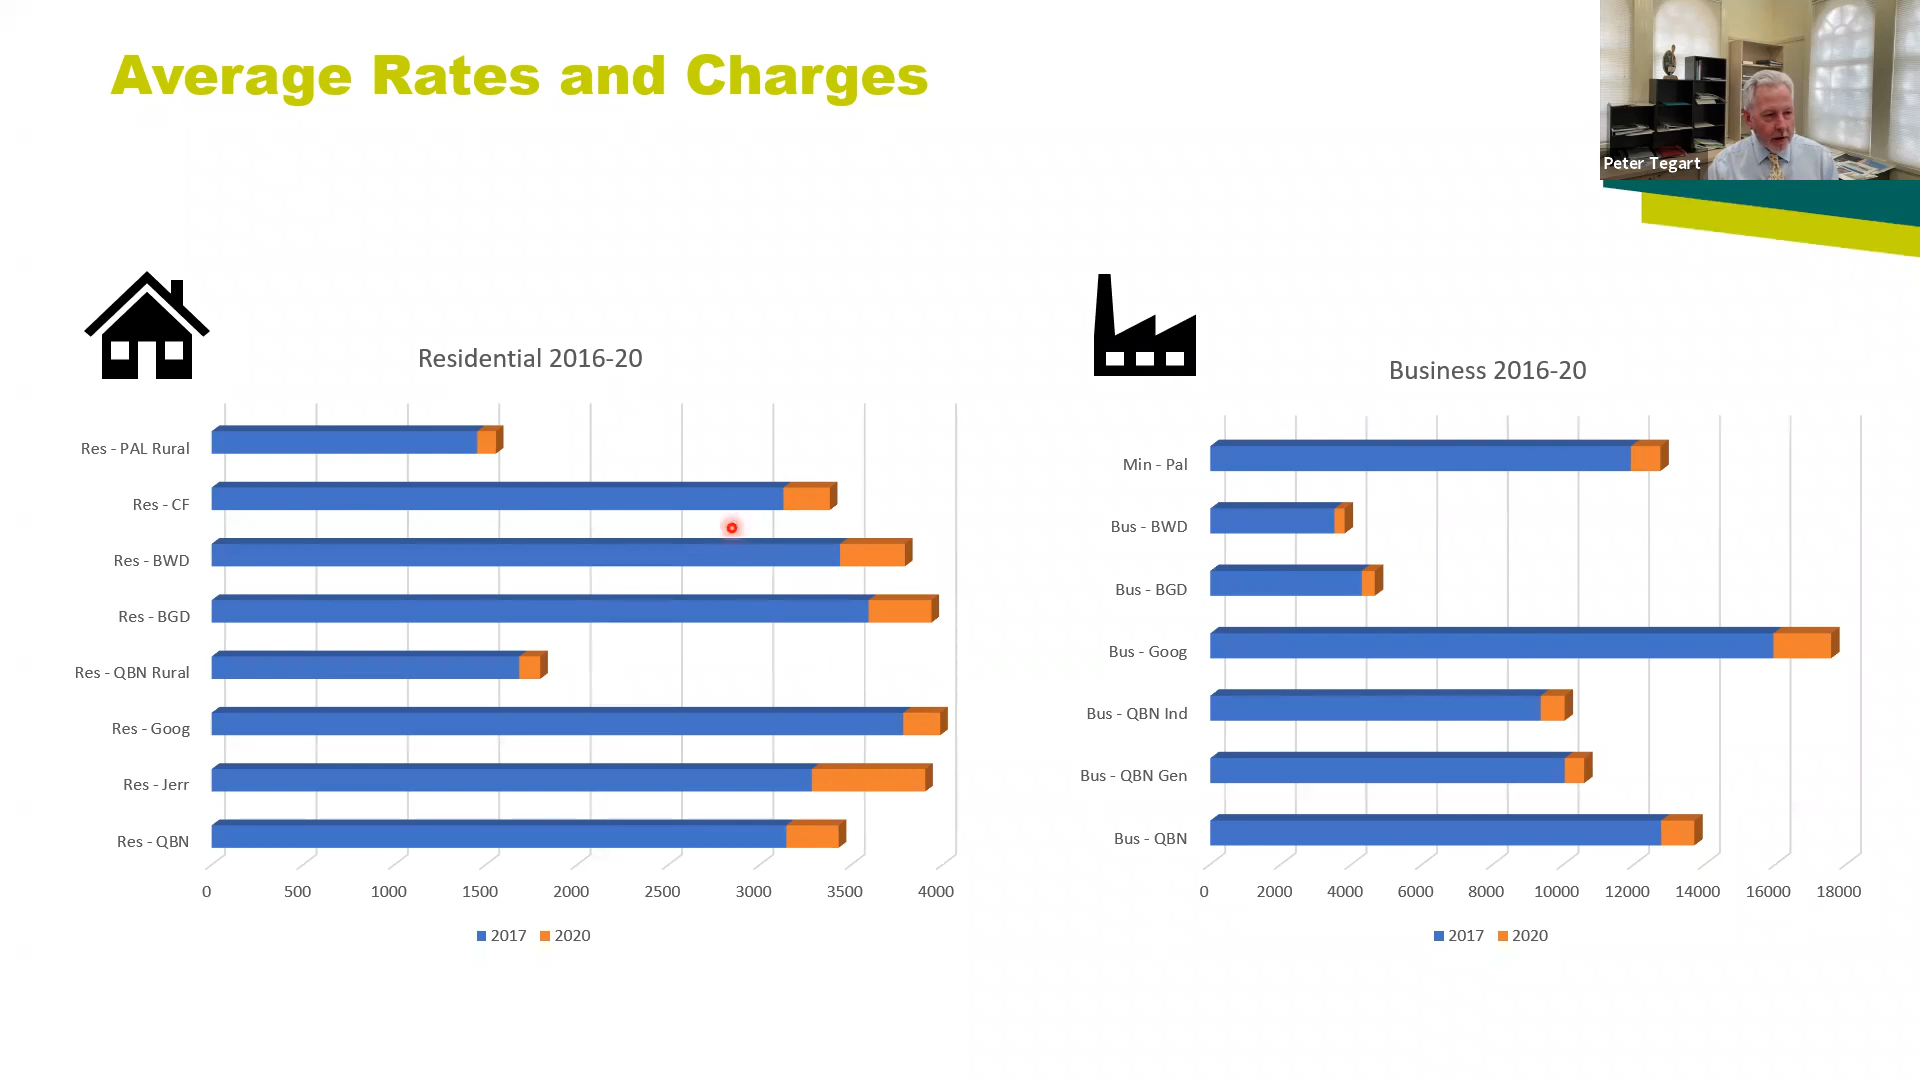 Average Rates and Charges
Peter Tegart
Residential 2016-20
Res - PAL Rural
Res - CF
Res - BWD
Res - BGD
Res - QBN Rural
Res - Goog
Res - Jerr
Res - QBN
0 500 1000 1500 2000 2500 3000 3500 4000
2017 2020
Business 2016-20
Min - Pal
Bus - BWD
Bus - BGD
Bus - Goog
Bus - QBN Ind
Bus - QBN Gen
Bus - QBN
0 2000 4000 6000 8000 10000 12000 14000 16000 18000
2017 2020